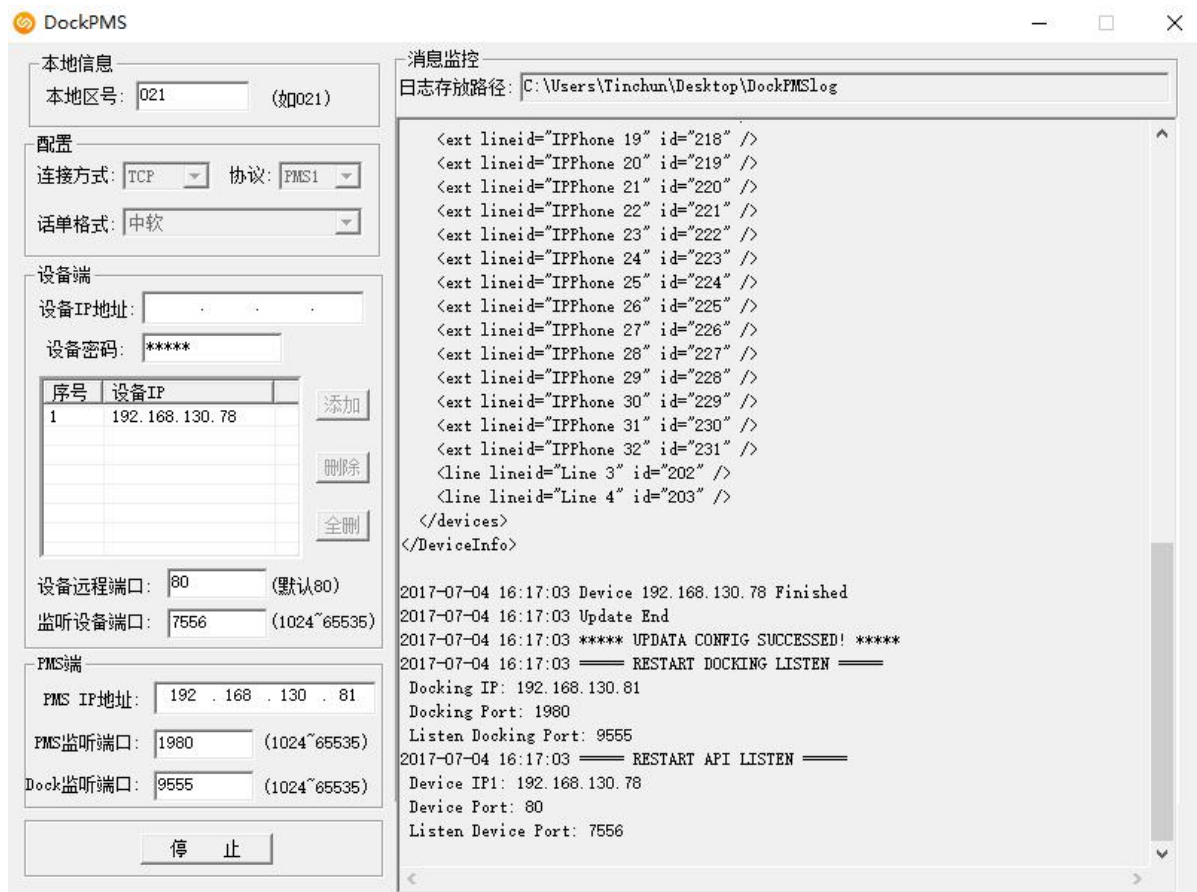 DockPMS
本地信息
本地区号: 021 (如021)
配置
连接方式: TCP 协议: PMS1
话单格式: 中软
设备端
设备IP地址: . . .
设备密码: *****
序号 设备IP
1 192.168.130.78
添加
删除
全删
设备远程端口: 80 (默认80)
监听设备端口: 7556 (1024~65535)
PMS端
PMS IP地址: 192 . 168 . 130 . 81
PMS监听端口: 1980 (1024~65535)
Dock监听端口: 9555 (1024~65535)
停 止
消息监控
日志存放路径: C:\Users\Tinchun\Desktop\DockPMSlog
<ext lineid="IPPhone 19" id="218" />
<ext lineid="IPPhone 20" id="219" />
<ext lineid="IPPhone 21" id="220" />
<ext lineid="IPPhone 22" id="221" />
<ext lineid="IPPhone 23" id="222" />
<ext lineid="IPPhone 24" id="223" />
<ext lineid="IPPhone 25" id="224" />
<ext lineid="IPPhone 26" id="225" />
<ext lineid="IPPhone 27" id="226" />
<ext lineid="IPPhone 28" id="227" />
<ext lineid="IPPhone 29" id="228" />
<ext lineid="IPPhone 30" id="229" />
<ext lineid="IPPhone 31" id="230" />
<ext lineid="IPPhone 32" id="231" />
<line lineid="Line 3" id="202" />
<line lineid="Line 4" id="203" />
</devices>
</DeviceInfo>
2017-07-04 16:17:03 Device 192.168.130.78 Finished
2017-07-04 16:17:03 Update End
2017-07-04 16:17:03 ***** UPDATA CONFIG SUCCESSED! *****
2017-07-04 16:17:03 ===== RESTART DOCKING LISTEN =====
Docking IP: 192.168.130.81
Docking Port: 1980
Listen Docking Port: 9555
2017-07-04 16:17:03 ===== RESTART API LISTEN =====
Device IP1: 192.168.130.78
Device Port: 80
Listen Device Port: 7556